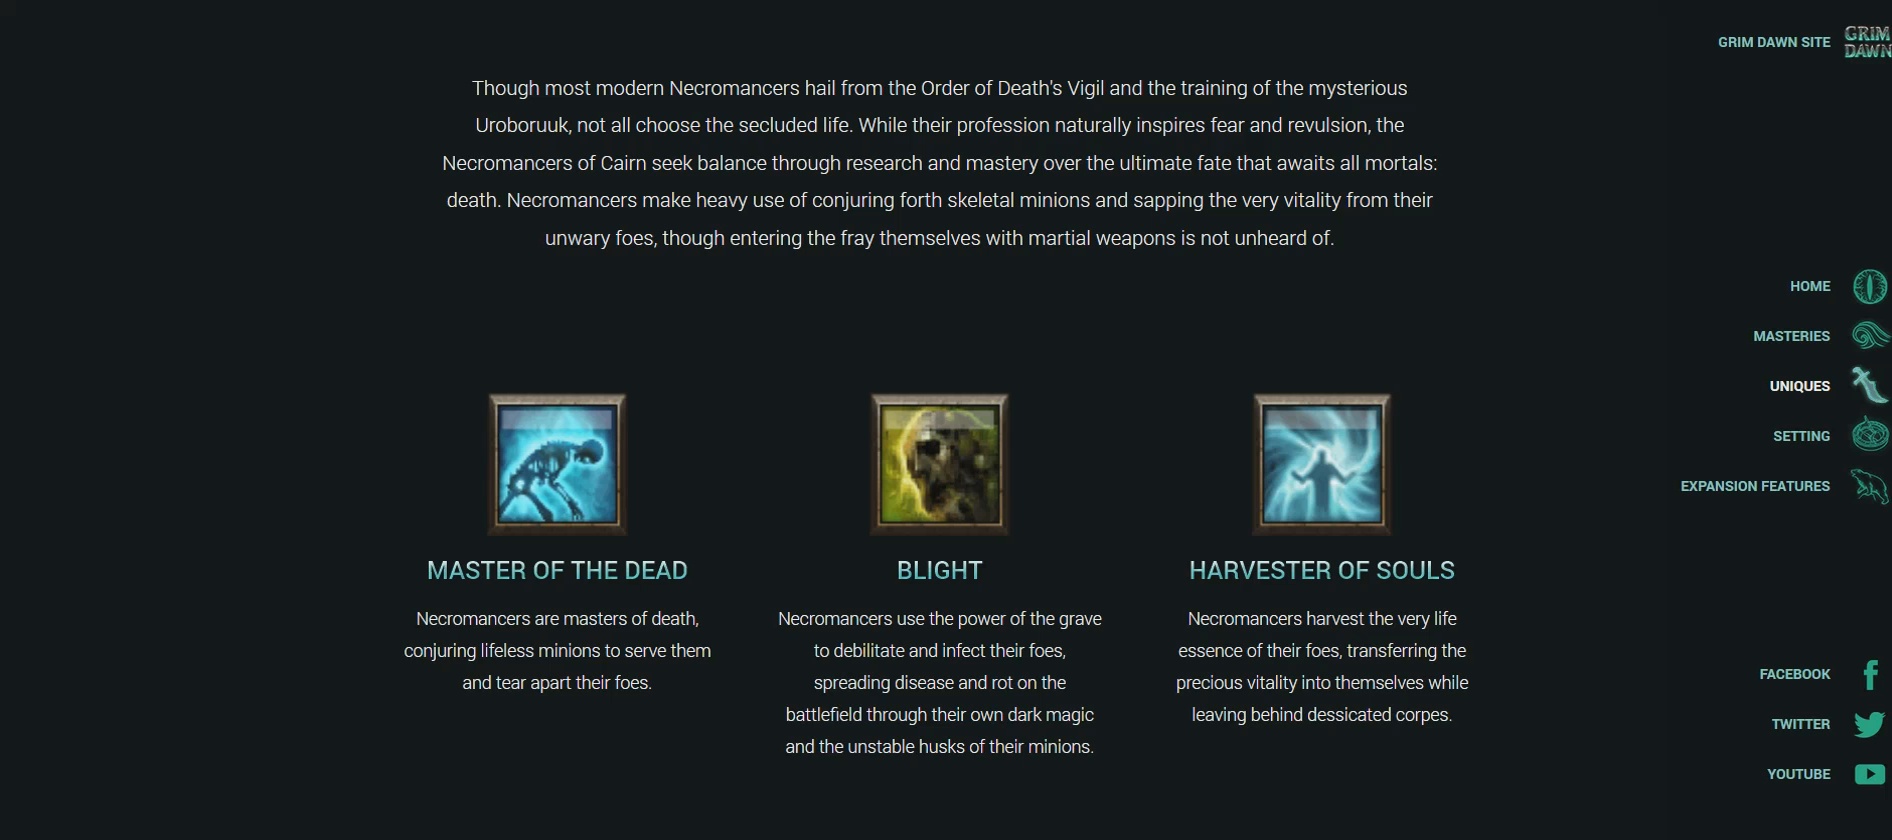 GRIM DAWN SITE
GRIM
DAWN
Though most modern Necromancers hail from the Order of Death's Vigil and the training of the mysterious
Uroboruuk, not all choose the secluded life. While their profession naturally inspires fear and revulsion, the
Necromancers of Cairn seek balance through research and mastery over the ultimate fate that awaits all mortals:
death. Necromancers make heavy use of conjuring forth skeletal minions and sapping the very vitality from their
unwary foes, though entering the fray themselves with martial weapons is not unheard of.
HOME
MASTERIES
UNIQUES
SETTING
EXPANSION FEATURES
MASTER OF THE DEAD
Necromancers are masters of death,
conjuring lifeless minions to serve them
and tear apart their foes.
BLIGHT
Necromancers use the power of the grave
to debilitate and infect their foes,
spreading disease and rot on the
battlefield through their own dark magic
and the unstable husks of their minions.
HARVESTER OF SOULS
Necromancers harvest the very life
essence of their foes, transferring the
precious vitality into themselves while
leaving behind dessicated corpes.
FACEBOOK
TWITTER
YOUTUBE